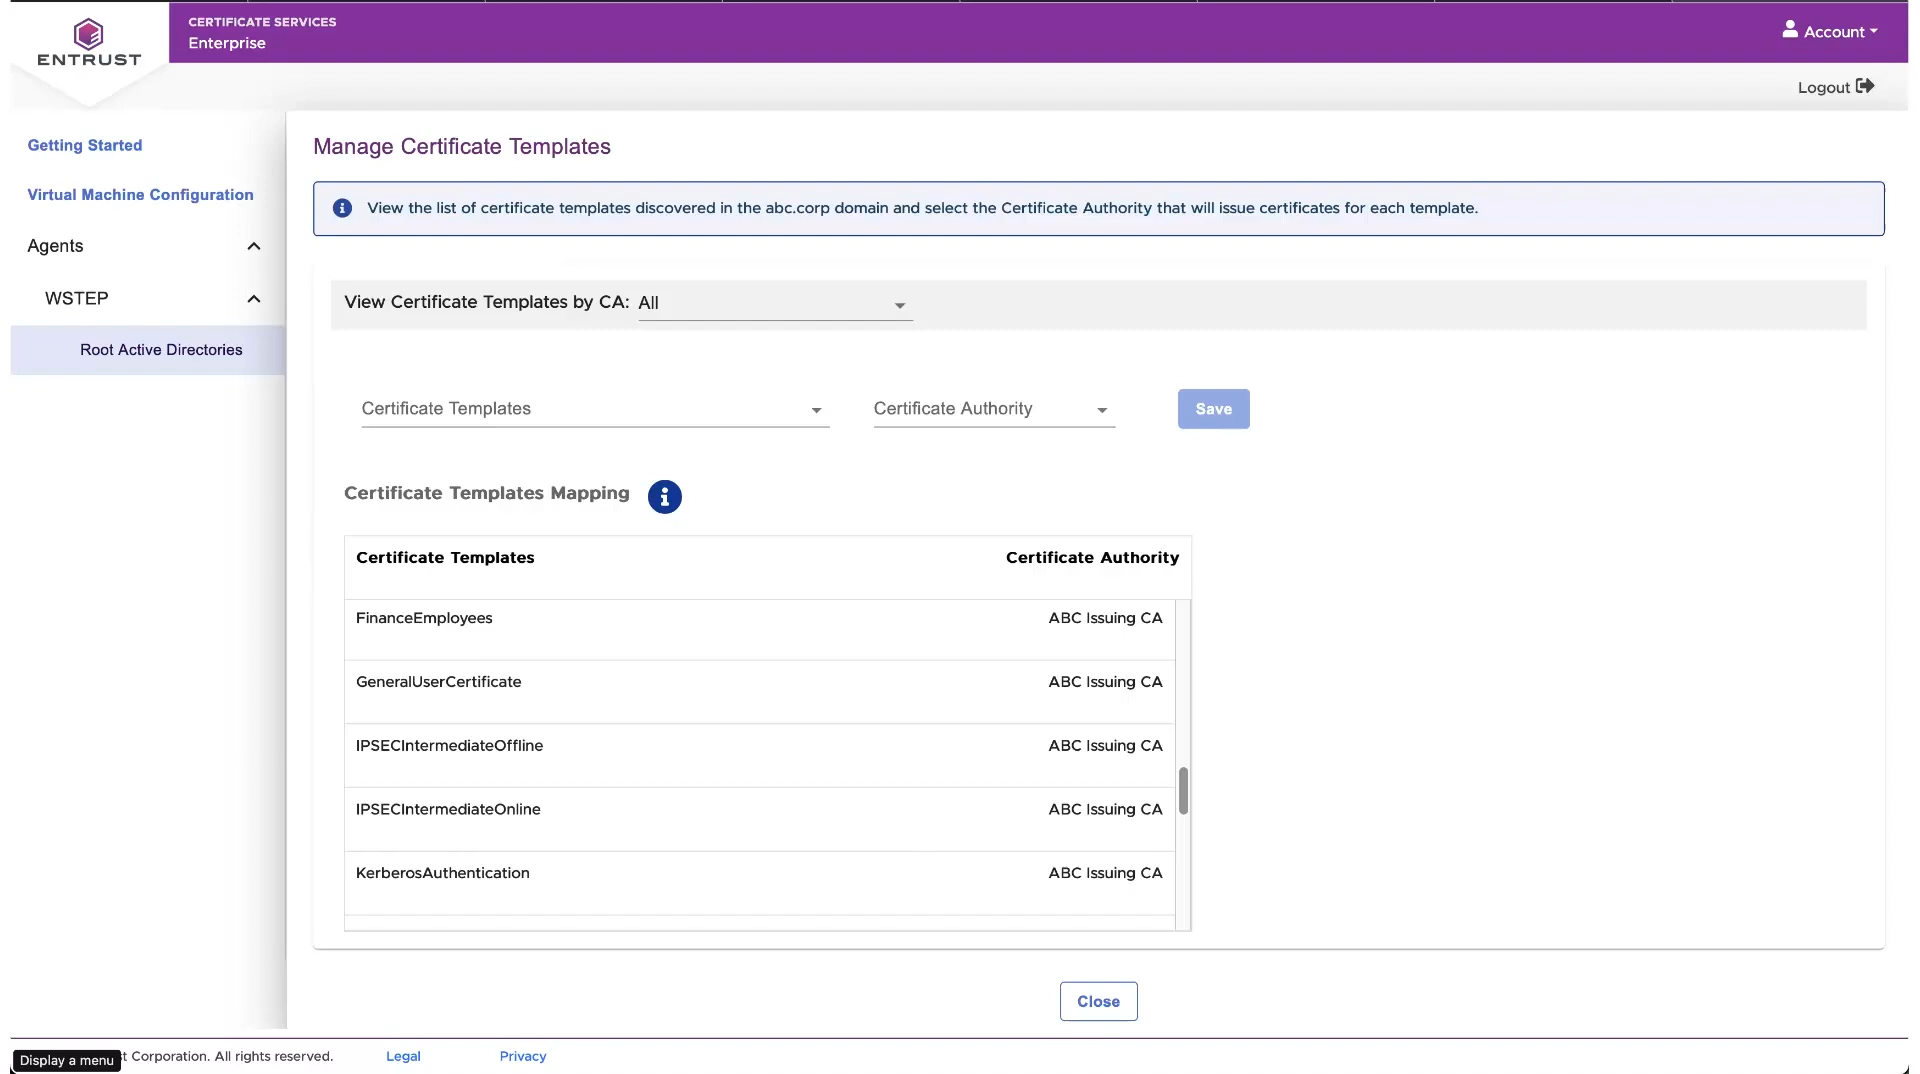 CERTIFICATE SERVICES
Enterprise
Account
ENTRUST
Logout
Getting Started
Virtual Machine Configuration
Agents
WSTEP
Root Active Directories
Manage Certificate Templates
View the list of certificate templates discovered in the abc.corp domain and select the Certificate Authority that will issue certificates for each template.
View Certificate Templates by CA: All
Certificate Templates Certificate Authority Save
Certificate Templates Mapping
Certificate Templates Certificate Authority
FinanceEmployees ABC Issuing CA
GeneralUserCertificate ABC Issuing CA
IPSECIntermediateOffline ABC Issuing CA
IPSECIntermediateOnline ABC Issuing CA
KerberosAuthentication ABC Issuing CA
Close
Display a menu
Corporation. All rights reserved. Legal Privacy